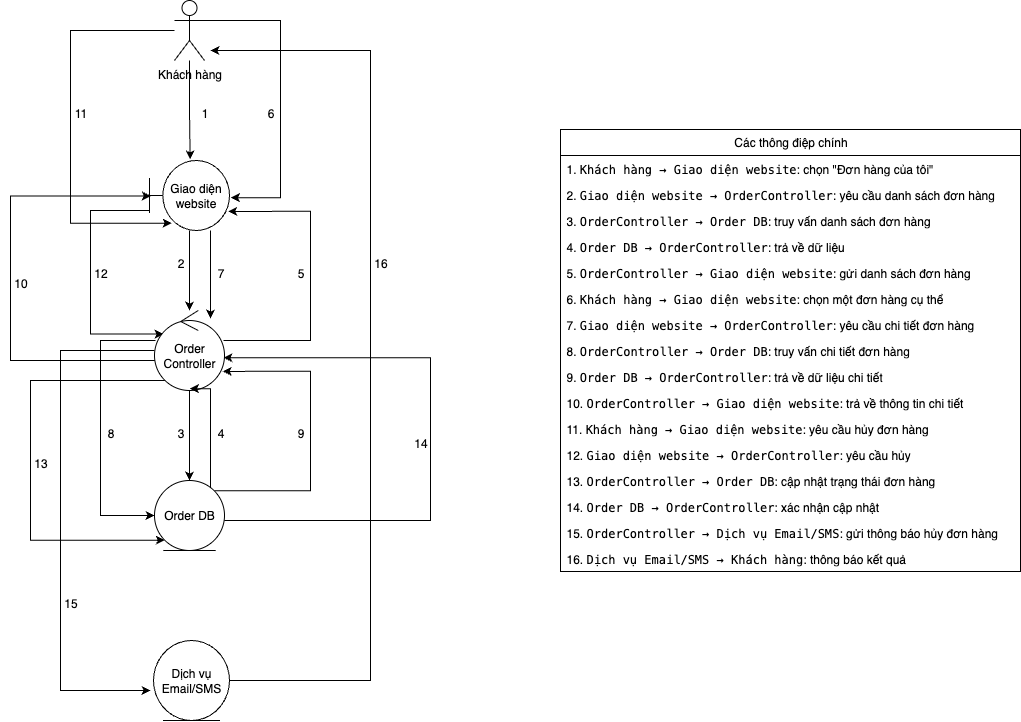 Khách hàng
11
1
6
Giao diện
website
10
12
2
7
5
16
Order
Controller
13
8
3
4
9
14
Order DB
15
Dịch vụ
Email/SMS
Các thông điệp chính
1. Khách hàng → Giao diện website: chọn "Đơn hàng của tôi"
2. Giao diện website → OrderController: yêu cầu danh sách đơn hàng
3. OrderController → Order DB: truy vấn danh sách đơn hàng
4. Order DB → OrderController: trả về dữ liệu
5. OrderController → Giao diện website: gửi danh sách đơn hàng
6. Khách hàng → Giao diện website: chọn một đơn hàng cụ thể
7. Giao diện website → OrderController: yêu cầu chi tiết đơn hàng
8. OrderController → Order DB: truy vấn chi tiết đơn hàng
9. Order DB → OrderController: trả về dữ liệu chi tiết
10. OrderController → Giao diện website: trả về thông tin chi tiết
11. Khách hàng → Giao diện website: yêu cầu hủy đơn hàng
12. Giao diện website → OrderController: yêu cầu hủy
13. OrderController → Order DB: cập nhật trạng thái đơn hàng
14. Order DB → OrderController: xác nhận cập nhật
15. OrderController → Dịch vụ Email/SMS: gửi thông báo hủy đơn hàng
16. Dịch vụ Email/SMS → Khách hàng: thông báo kết quả